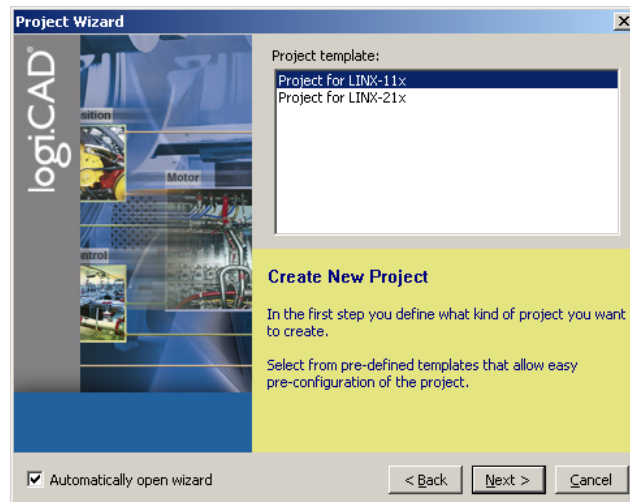 Project Wizard
logi.CAD
sition
Motor
ntrol
Project template:
Project for LINX-11x
Project for LINX-21x
Create New Project
In the first step you define what kind of project you want
to create.
Select from pre-defined templates that allow easy
pre-configuration of the project.
Automatically open wizard
< Back
Next >
Cancel